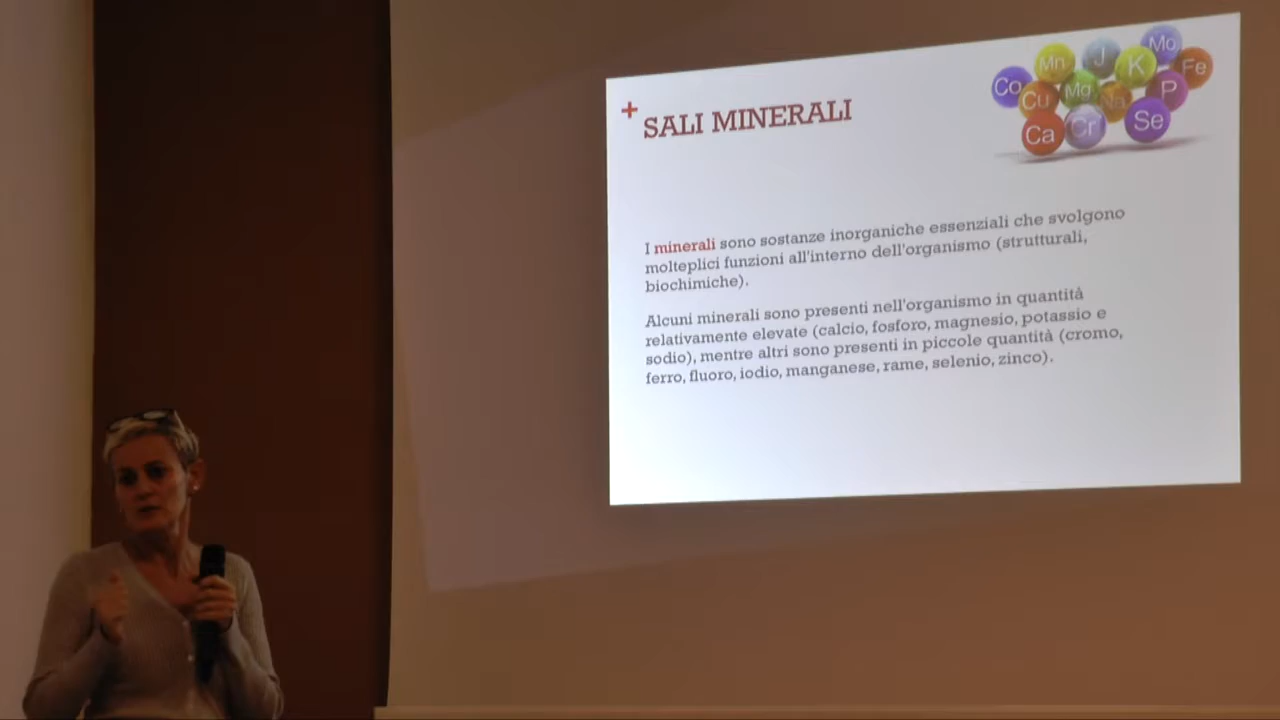 +
SALI MINERALI
Mo
Mn
J
K
Fe
Co
Cu
Mg
Na
P
Ca
Cr
Se
I minerali sono sostanze inorganiche essenziali che svolgono
molteplici funzioni all'interno dell'organismo (strutturali,
biochimiche).
Alcuni minerali sono presenti nell'organismo in quantità
relativamente elevate (calcio, fosforo, magnesio, potassio e
sodio), mentre altri sono presenti in piccole quantità (cromo,
ferro, fluoro, iodio, manganese, rame, selenio, zinco).